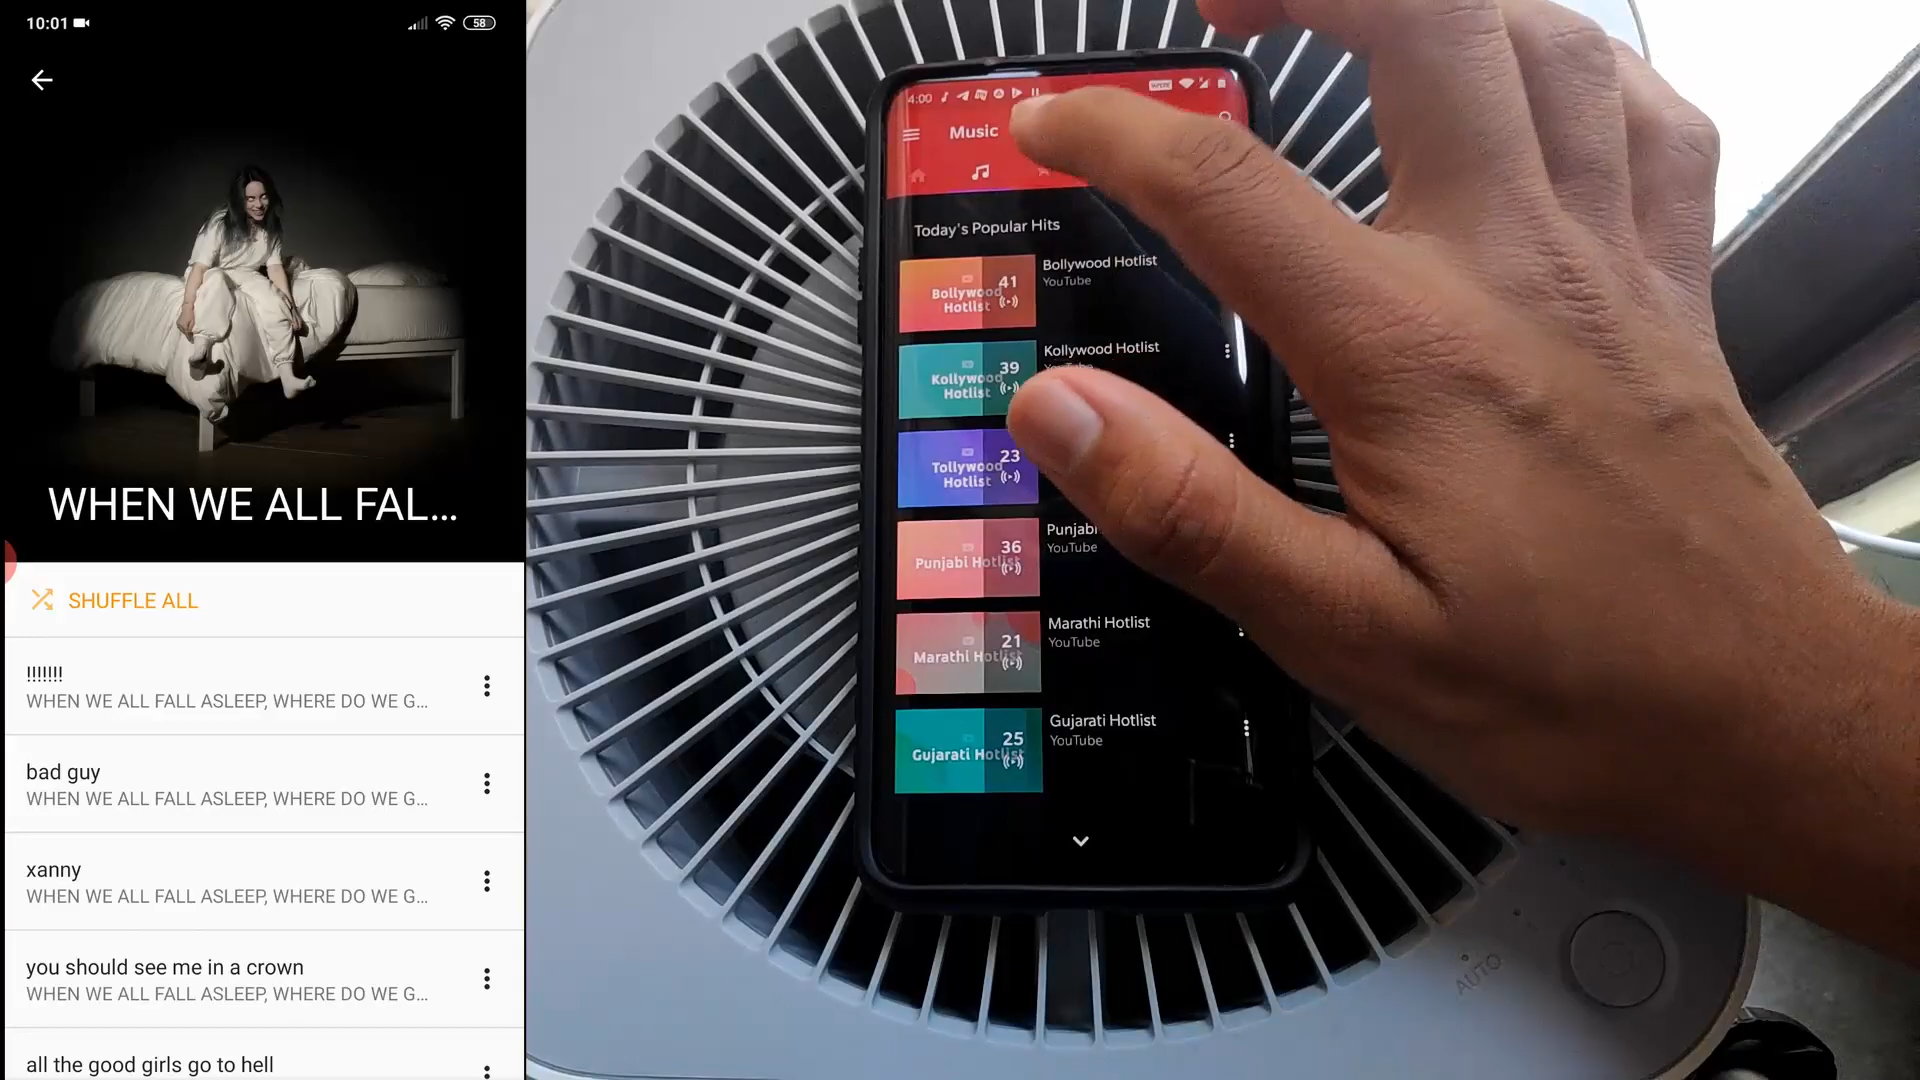 10:01
58
WHEN WE ALL FAL...
SHUFFLE ALL
!!!!!!!
WHEN WE ALL FALL ASLEEP, WHERE DO WE G...
bad guy
WHEN WE ALL FALL ASLEEP, WHERE DO WE G...
xanny
WHEN WE ALL FALL ASLEEP, WHERE DO WE G...
you should see me in a crown
WHEN WE ALL FALL ASLEEP, WHERE DO WE G...
all the good girls go to hell
4:00
Music
Today's Popular Hits
Bollywood
Hotlist
41
Bollywood Hotlist
YouTube
Kollywood
Hotlist
39
Kollywood Hotlist
YouTube
Tollywood
Hotlist
23
Punjabi Hotlist
36
Punjabi
YouTube
Marathi Hotlist
21
Marathi Hotlist
YouTube
Gujarati Hotlist
25
Gujarati Hotlist
YouTube
AUTO